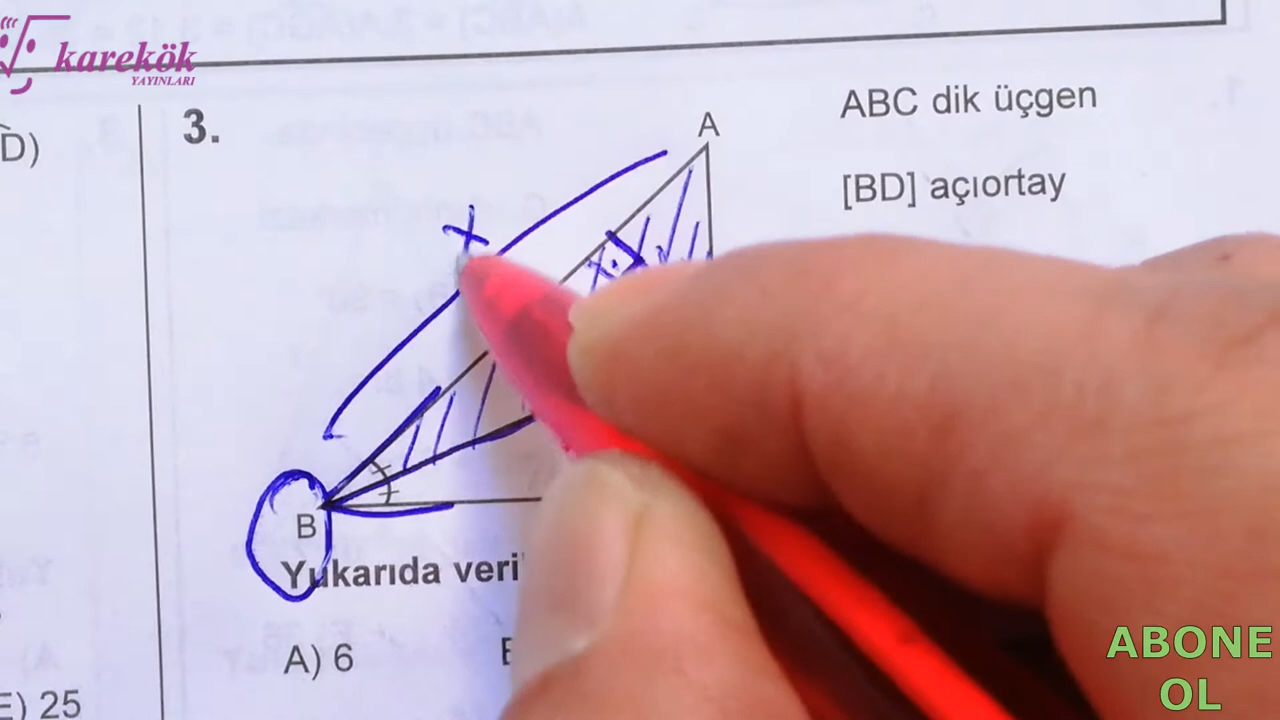 karekök
YAYINLARI
D)
3.
A
ABC dik üçgen
[BD] açıortay
x
x.
B
Yukarıda veri
A) 6
E) 25
ABONE
OL